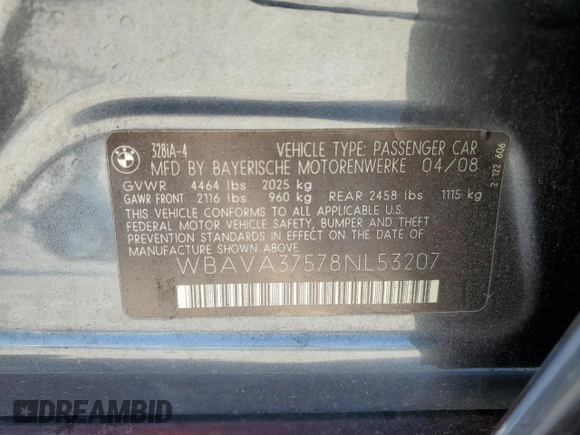 BMW
328iA-4 VEHICLE TYPE: PASSENGER CAR
MFD BY BAYERISCHE MOTORENWERKE 04/08
GVWR 4464 lbs 2025 kg
GAWR FRONT 2116 lbs 960 kg REAR 2458 lbs 1115 kg
THIS VEHICLE CONFORMS TO ALL APPLICABLE U.S.
FEDERAL MOTOR VEHICLE SAFETY, BUMPER AND THEFT
PREVENTION STANDARDS IN EFFECT ON THE DATE OF
MANUFACTURE SHOWN ABOVE.
WBAVA37578NL53207
2 122 606
DREAMBID